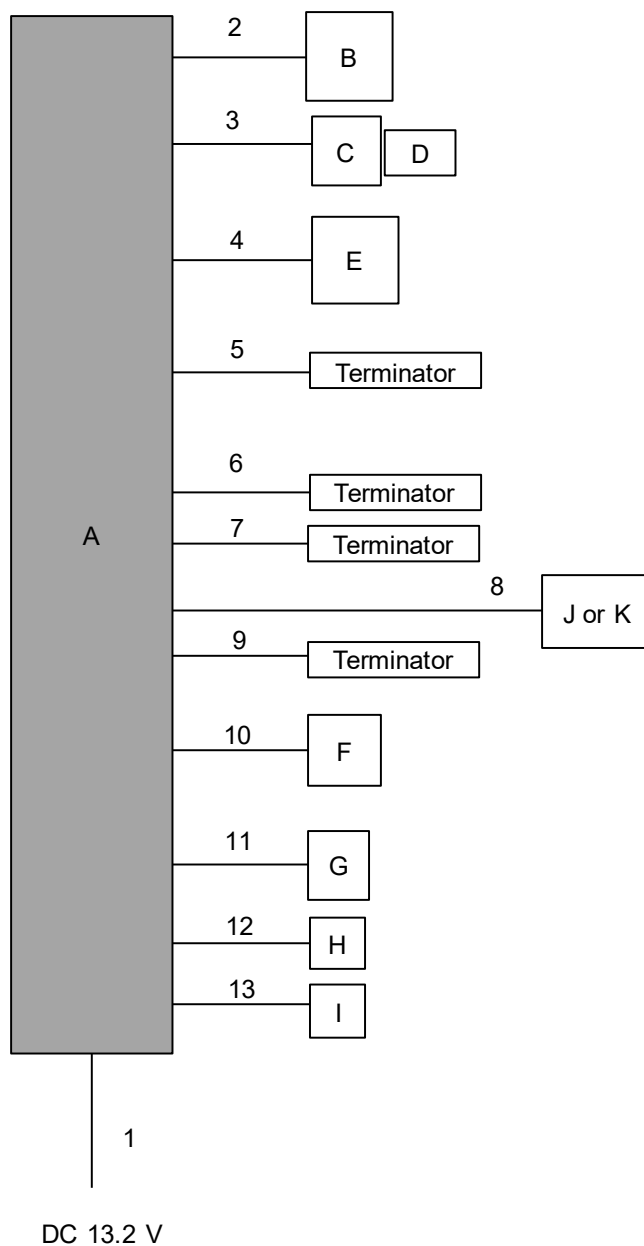 2
B
3
C
D
4
E
5
Terminator
6
Terminator
A
7
Terminator
8
J or K
9
Terminator
10
F
11
G
12
H
13
I
1
DC 13.2 V